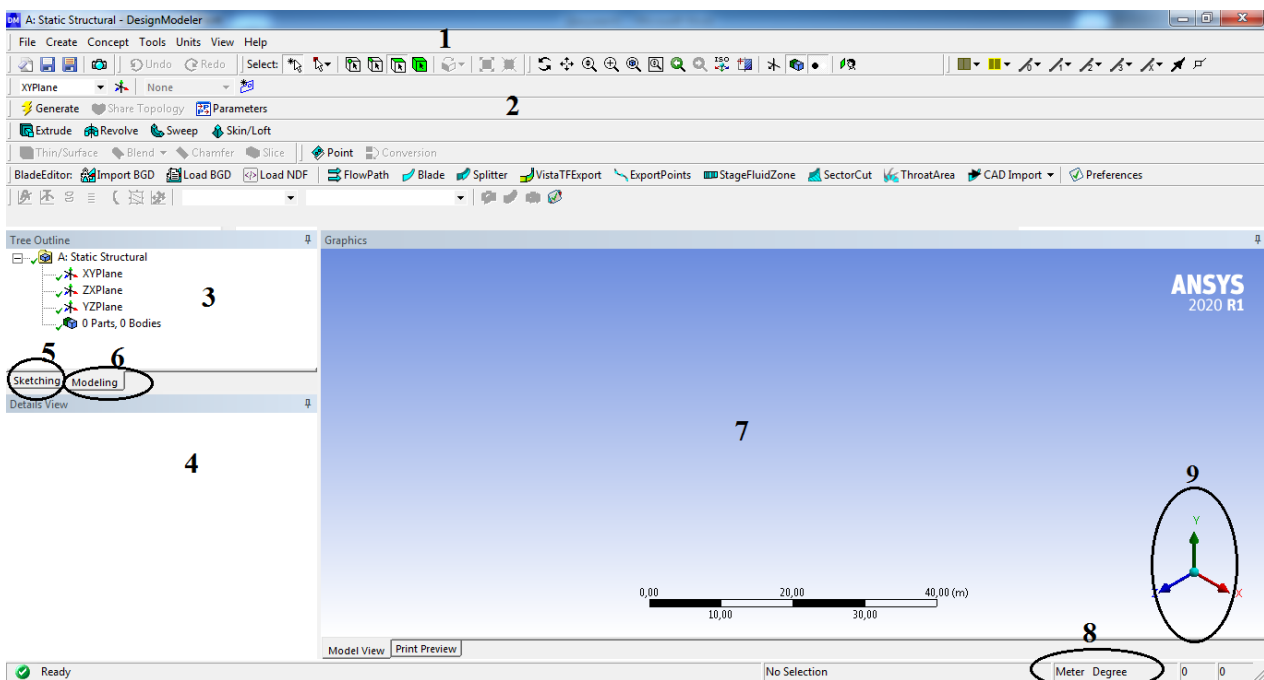 DM A: Static Structural - DesignModeler
File Create Concept Tools Units View Help
1
Undo Redo Select: ISO
XYPlane None
Generate Share Topology Parameters
2
Extrude Revolve Sweep Skin/Loft
Thin/Surface Blend Chamfer Slice Point Conversion
BladeEditor: Import BGD Load BGD Load NDF FlowPath Blade Splitter VistaTFExport ExportPoints StageFluidZone SectorCut ThroatArea CAD Import Preferences
Tree Outline
Graphics
A: Static Structural
XYPlane
ZXPlane
YZPlane
0 Parts, 0 Bodies
3
ANSYS
2020 R1
5
6
Sketching Modeling
Details View
4
7
9
Y
Z
X
0,00 20,00 40,00 (m)
10,00 30,00
8
Model View Print Preview
Ready No Selection Meter Degree 0 0